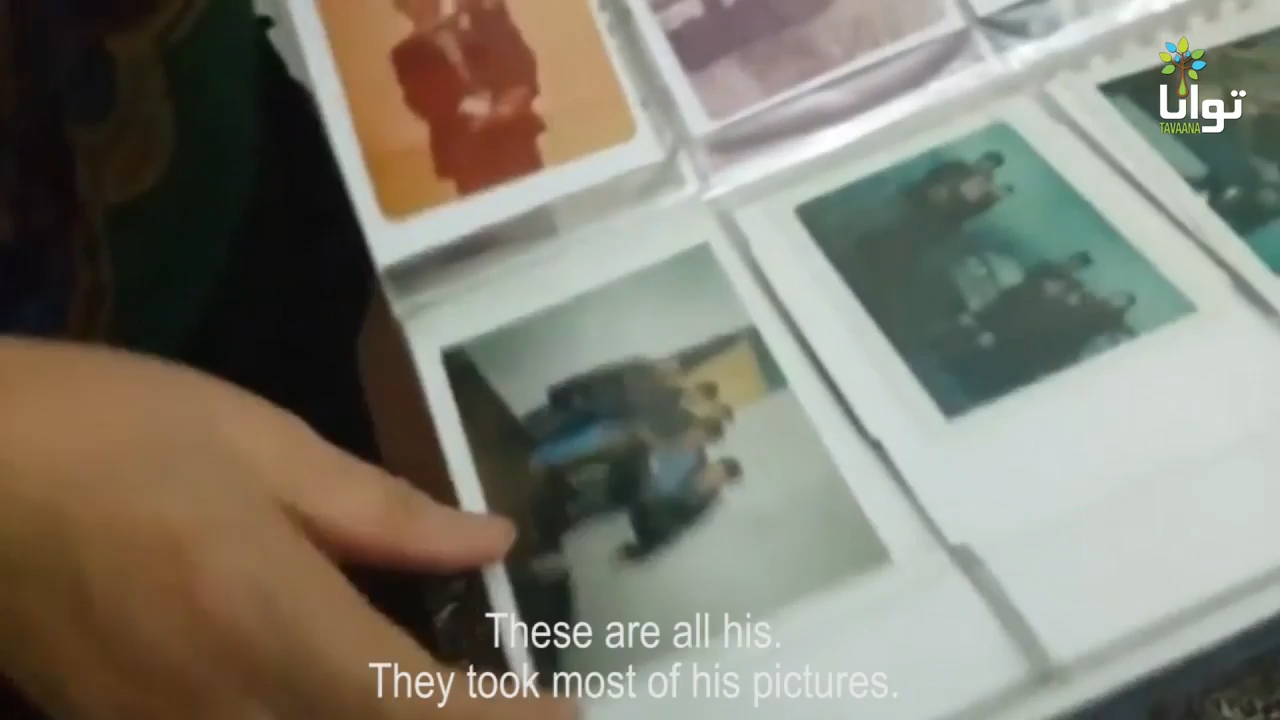 توانا
TAVAANA
These are all his.
They took most of his pictures.